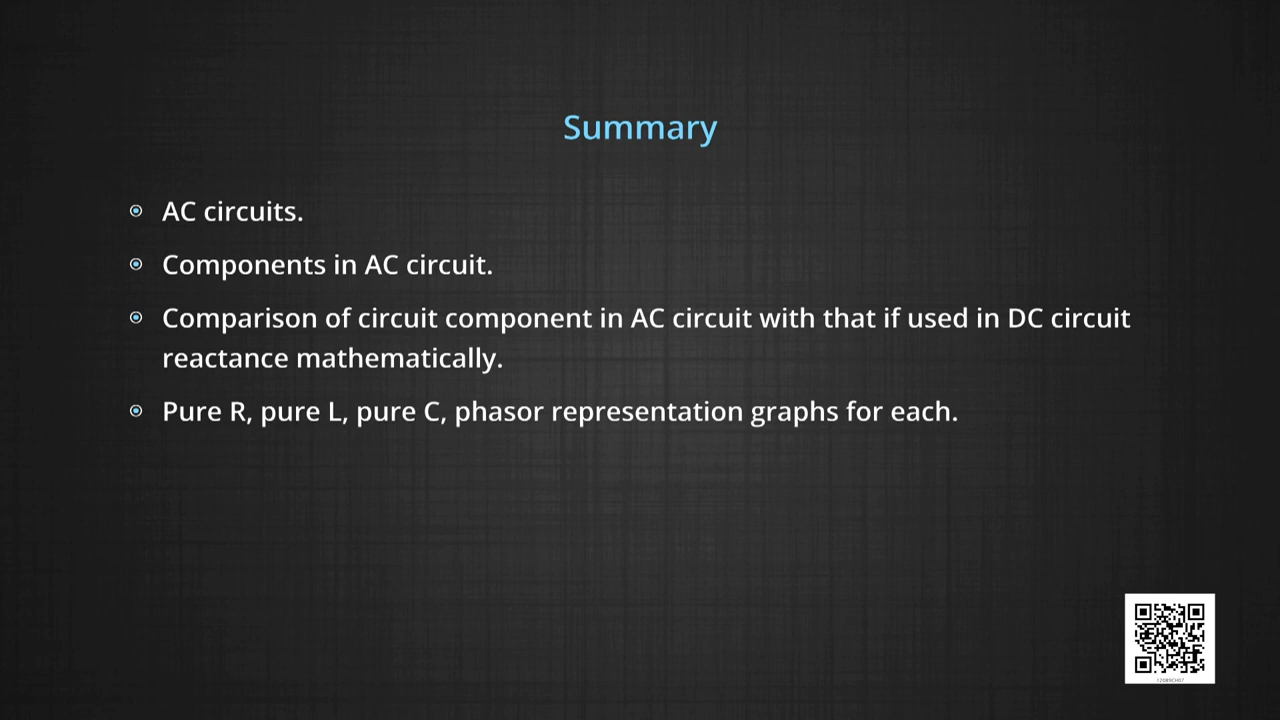 Summary
AC circuits.
Components in AC circuit.
Comparison of circuit component in AC circuit with that if used in DC circuit
reactance mathematically.
Pure R, pure L, pure C, phasor representation graphs for each.
12089CH07